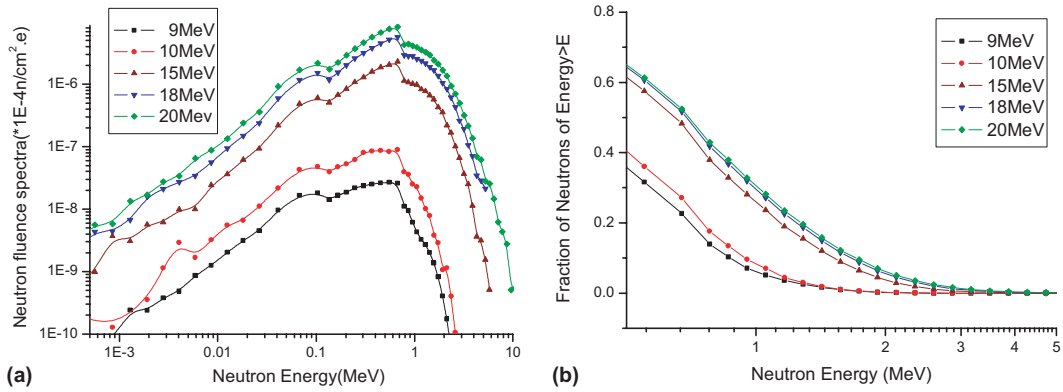 Neutron fluence spectra(*1E-4n/cm².e)
1E-6
1E-7
1E-8
1E-9
1E-10
9MeV
10MeV
15MeV
18MeV
20Mev
1E-3
0.01
0.1
1
10
Neutron Energy(MeV)
(a)
Fraction of Neutrons of Energy>E
0.8
0.6
0.4
0.2
0.0
9MeV
10MeV
15MeV
18MeV
20MeV
1
2
3
4
5
Neutron Energy (MeV)
(b)